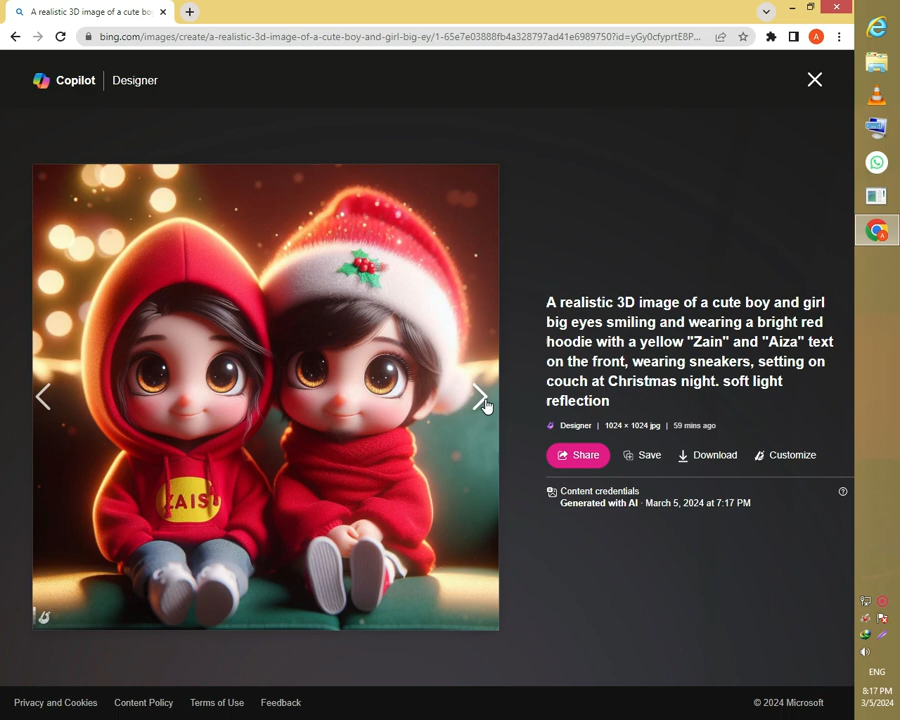 A realistic 3D image of a cute bo
bing.com/images/create/a-realistic-3d-image-of-a-cute-boy-and-girl-big-ey/1-65e7e03888fb4a328797ad41e6989750?id=yGy0cfyprtE8P...
A
Copilot
Designer
A realistic 3D image of a cute boy and girl
big eyes smiling and wearing a bright red
hoodie with a yellow "Zain" and "Aiza" text
on the front, wearing sneakers, setting on
couch at Christmas night. soft light
reflection
Designer | 1024 × 1024 jpg | 59 mins ago
Share Save Download Customize
Content credentials
Generated with AI · March 5, 2024 at 7:17 PM
ZAIS
Privacy and Cookies Content Policy Terms of Use Feedback
© 2024 Microsoft
ENG
8:17 PM
3/5/2024